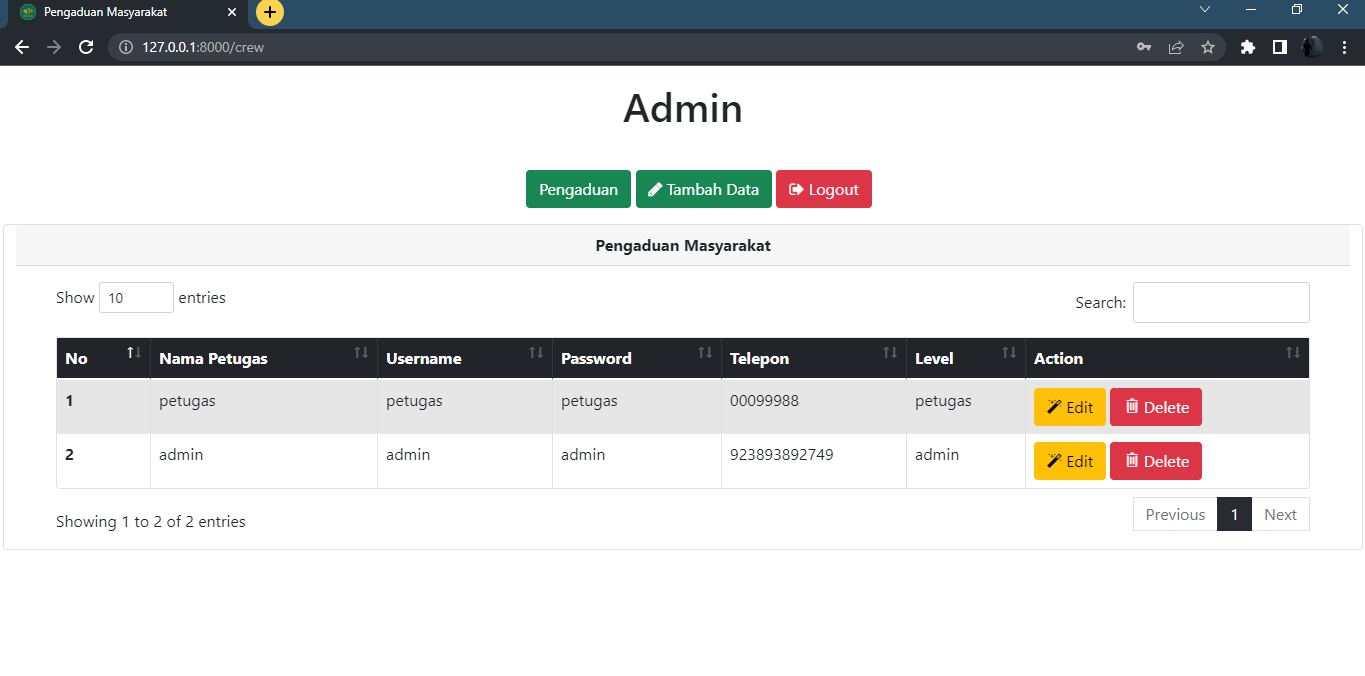 Pengaduan Masyarakat
127.0.0.1:8000/crew
Admin
Pengaduan Tambah Data Logout
Pengaduan Masyarakat
Show 10 entries Search:
No Nama Petugas Username Password Telepon Level Action
1 petugas petugas petugas 00099988 petugas Edit Delete
2 admin admin admin 923893892749 admin Edit Delete
Showing 1 to 2 of 2 entries Previous 1 Next